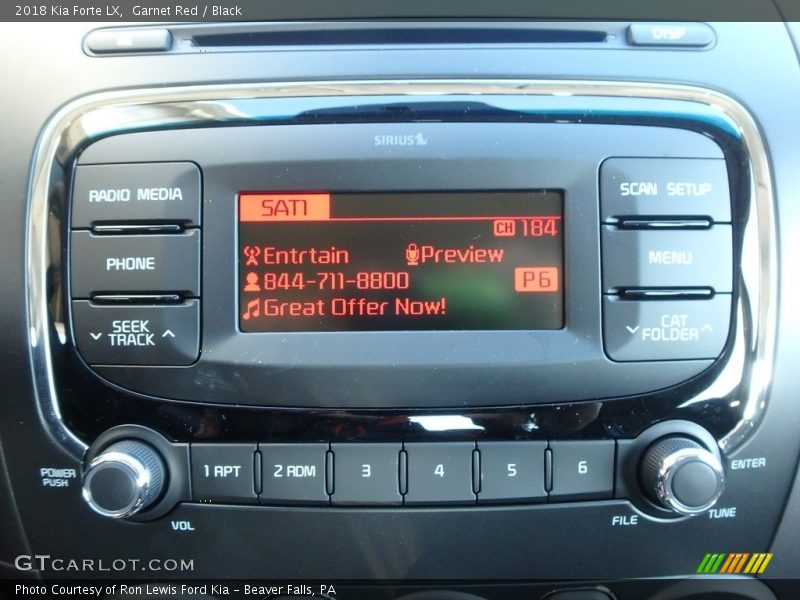 2018 Kia Forte LX,  Garnet Red / Black
DISP
SIRIUS
RADIO MEDIA
SCAN SETUP
SAT1
CH 184
PHONE
Entrtain Preview
MENU
844-711-8800 P6
SEEK
TRACK
Great Offer Now!
CAT
FOLDER
POWER
PUSH
1 RPT
2 RDM
3
4
5
6
ENTER
VOL
FILE
TUNE
GTCARLOT.COM
Photo Courtesy of Ron Lewis Ford Kia – Beaver Falls, PA